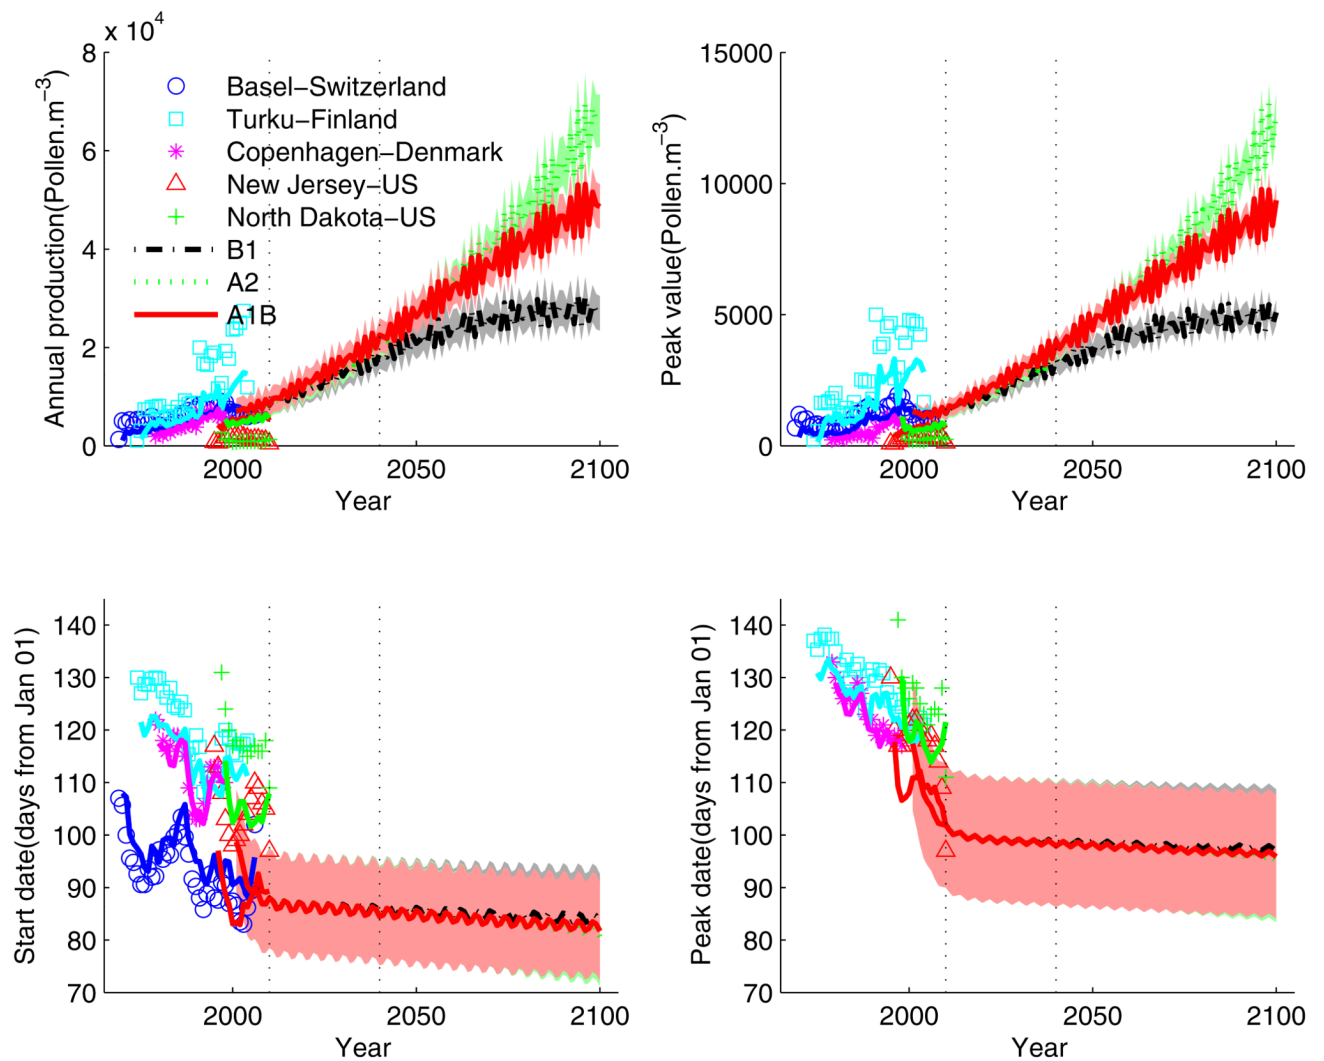 x 10^4
8
6
4
2
0
Annual production(Pollen.m^-3)
Basel-Switzerland
Turku-Finland
Copenhagen-Denmark
New Jersey-US
North Dakota-US
B1
A2
A1B
2000
2050
2100
Year
15000
10000
5000
0
Peak value(Pollen.m^-3)
2000
2050
2100
Year
140
130
120
110
100
90
80
70
Start date(days from Jan 01)
2000
2050
2100
Year
140
130
120
110
100
90
80
70
Peak date(days from Jan 01)
2000
2050
2100
Year